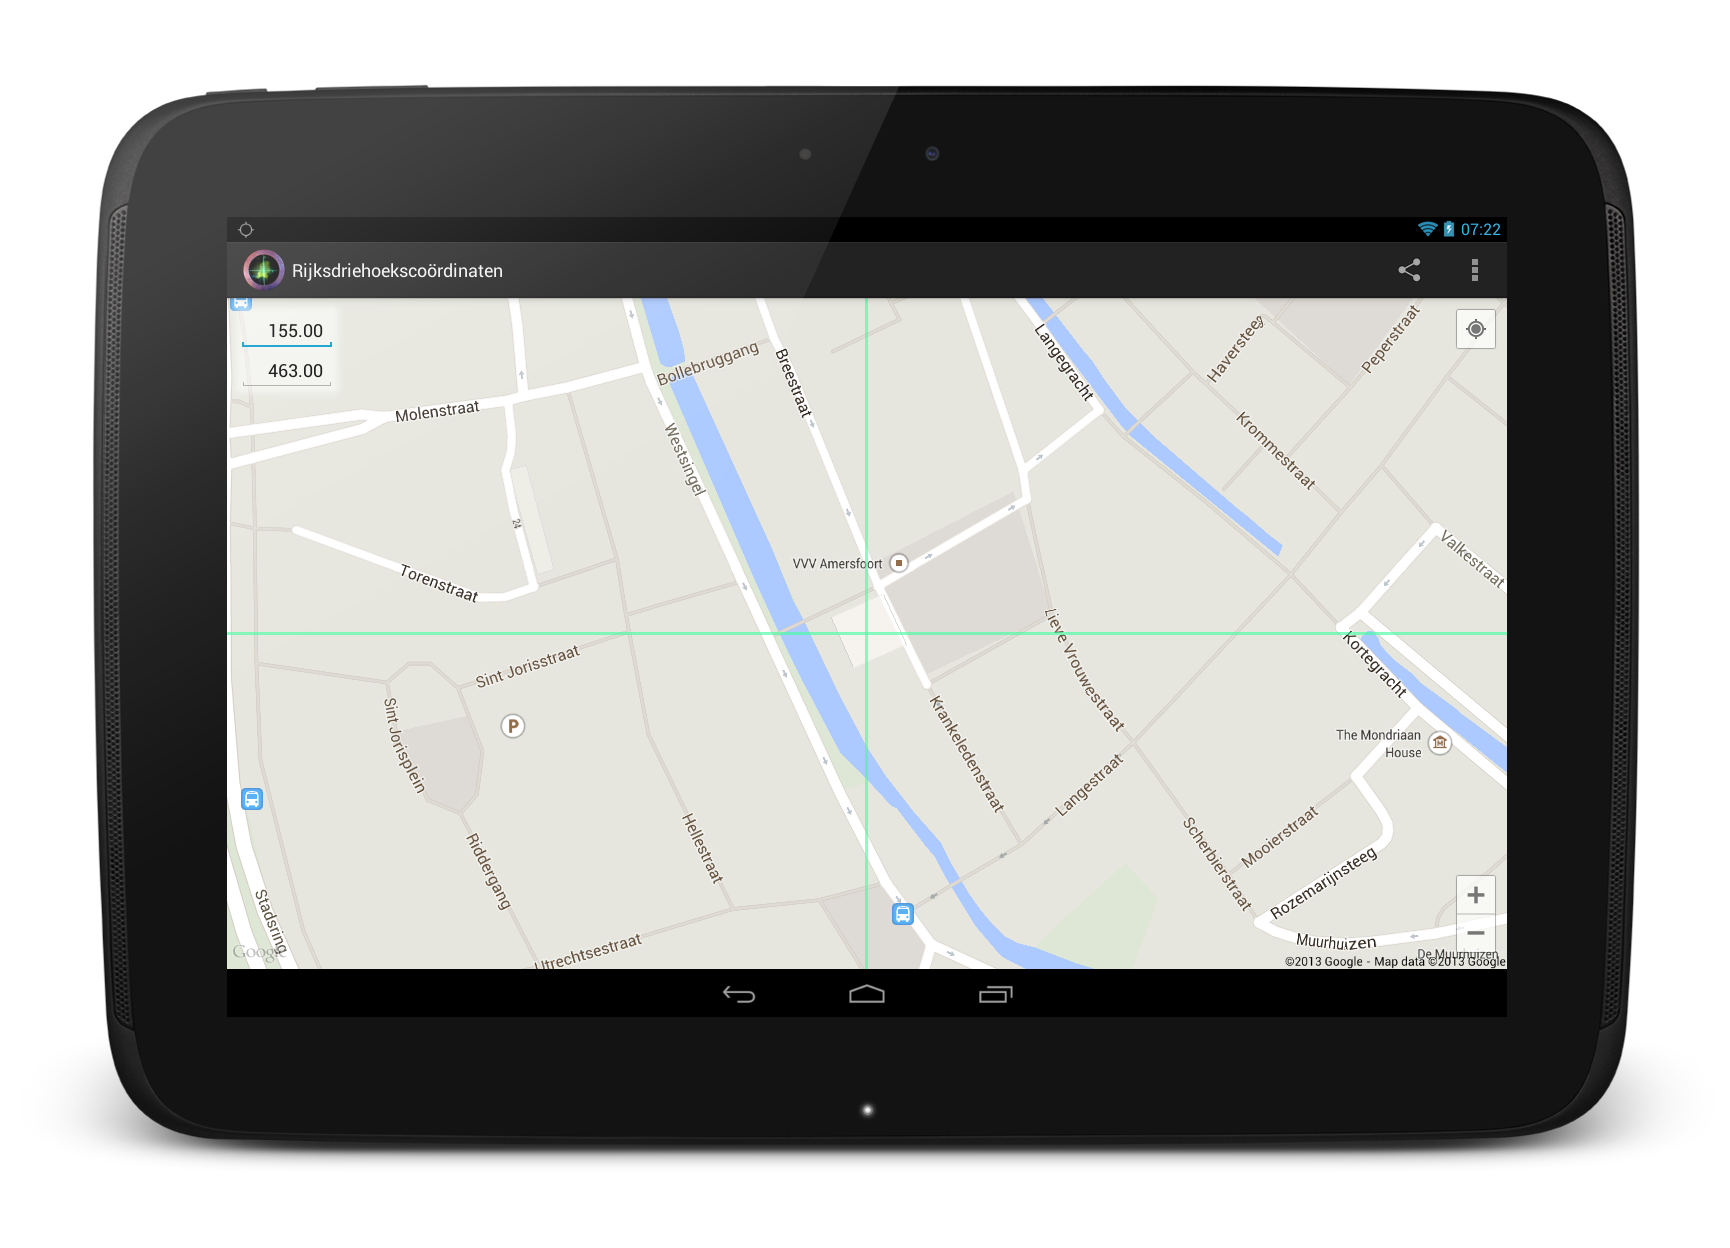 07:22
Rijksdriehoekscoördinaten
155.00
463.00
Molenstraat
Bollebruggang
Breestraat
Langegracht
Haversteeg
Peperstraat
Westsingel
Krommestraat
24
VVV Amersfoort
Valkestraat
Torenstraat
Lieve Vrouwestraat
Kortegracht
Sint Jorisstraat
Sint Jorisplein
P
Krankeledenstraat
The Mondriaan
House
Langestraat
Hellestraat
Riddergang
Scherbierstraat
Mooierstraat
Rozemarijnsteeg
Stadsring
Utrechtsestraat
Muurhuizen
De Muurhuizen
Google
©2013 Google - Map data ©2013 Google